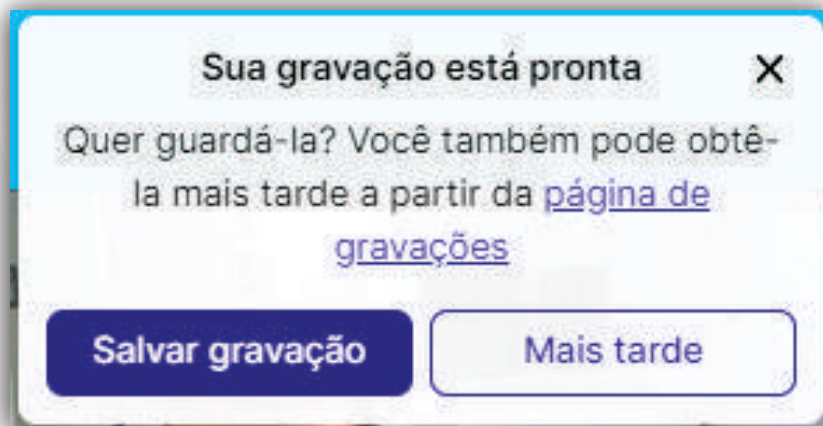 Sua gravação está pronta
Quer guardá-la? Você também pode obtê-
la mais tarde a partir da página de
gravações
Salvar gravação
Mais tarde